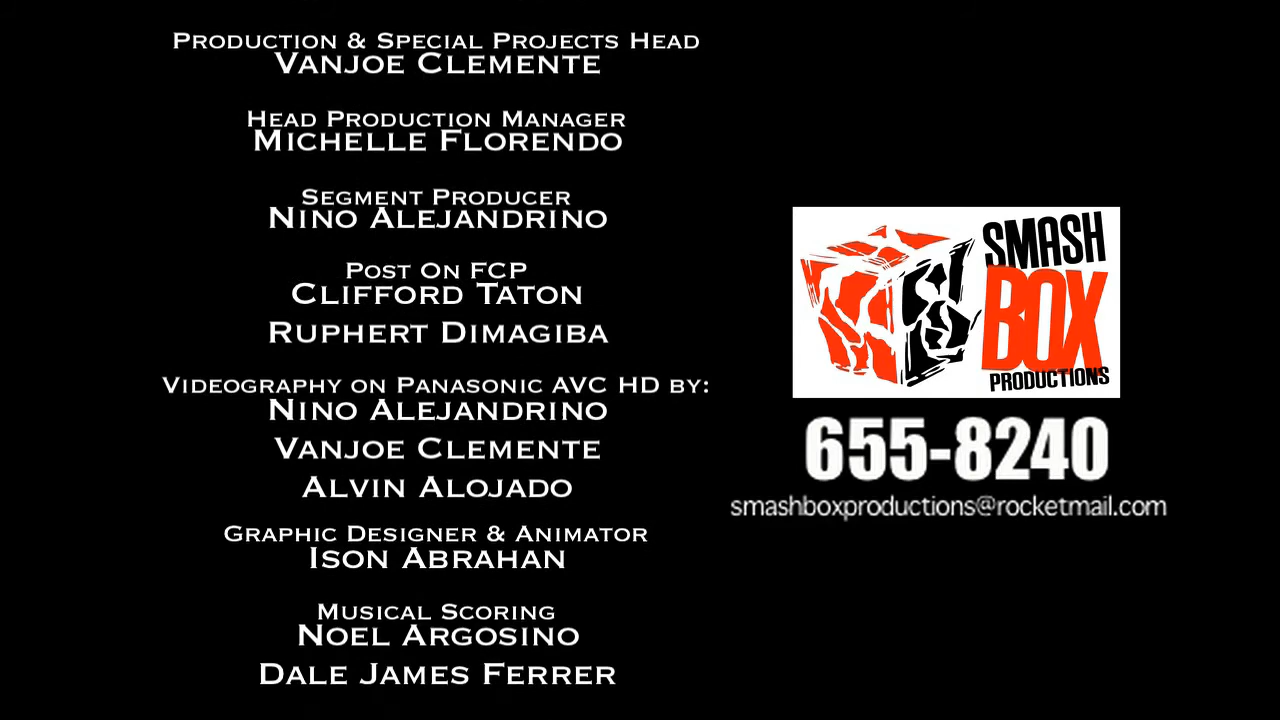 Production & Special Projects Head
Vanjoe Clemente
Head Production Manager
Michelle Florendo
Segment Producer
Nino Alejandrino
Post On FCP
Clifford Taton
Ruphert Dimagiba
Videography on Panasonic AVC HD by:
Nino Alejandrino
Vanjoe Clemente
Alvin Alojado
Graphic Designer & Animator
Ison Abrahan
Musical Scoring
Noel Argosino
Dale James Ferrer
SMASH
BOX
PRODUCTIONS
655-8240
smashboxproductions@rocketmail.com